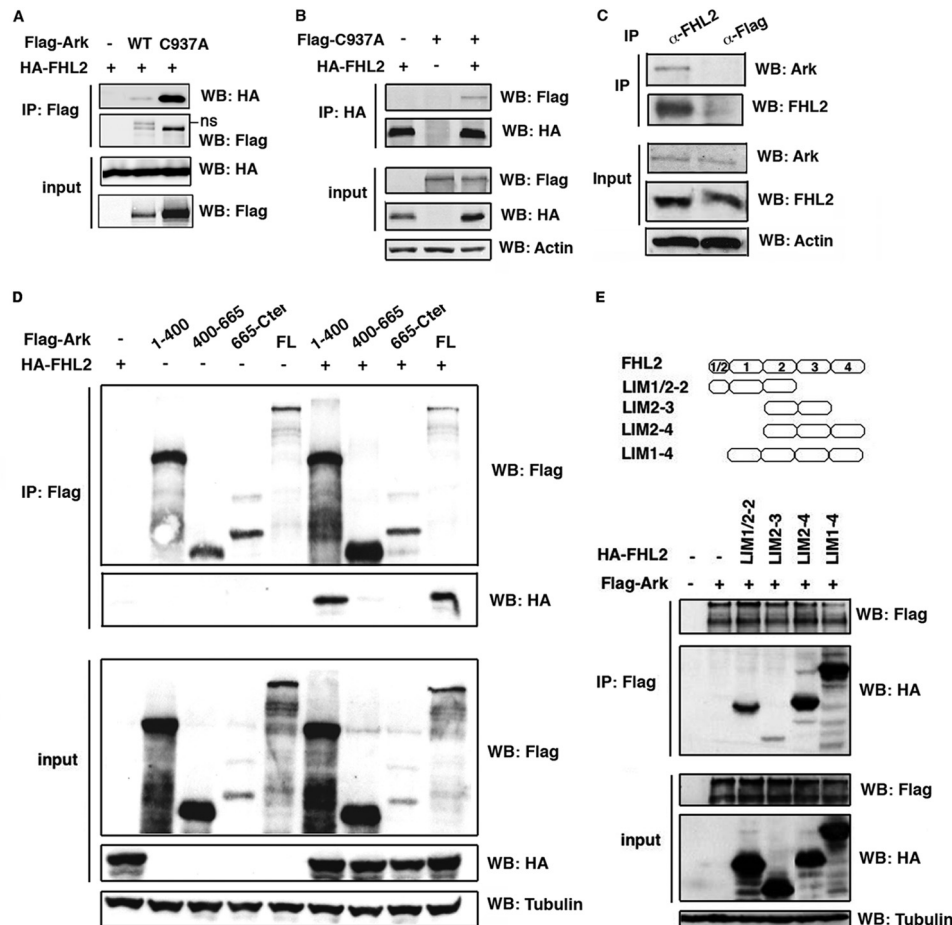 A
Flag-Ark - WT C937A
HA-FHL2 + + +
IP: Flag
WB: HA
ns
WB: Flag
input
WB: HA
WB: Flag
B
Flag-C937A - + +
HA-FHL2 + - +
IP: HA
WB: Flag
WB: HA
input
WB: Flag
WB: HA
WB: Actin
C
IP α-FHL2 α-Flag
IP
WB: Ark
WB: FHL2
Input
WB: Ark
WB: FHL2
WB: Actin
D
Flag-Ark - 1-400 400-665 665-Cter FL 1-400 400-665 665-Cter FL
HA-FHL2 + - - - - + + + +
IP: Flag
WB: Flag
WB: HA
input
WB: Flag
WB: HA
WB: Tubulin
E
FHL2 1/2 1 2 3 4
LIM1/2-2
LIM2-3
LIM2-4
LIM1-4
HA-FHL2 - - LIM1/2-2 LIM2-3 LIM2-4 LIM1-4
Flag-Ark - + + + + +
IP: Flag
WB: Flag
WB: HA
input
WB: Flag
WB: HA
WB: Tubulin